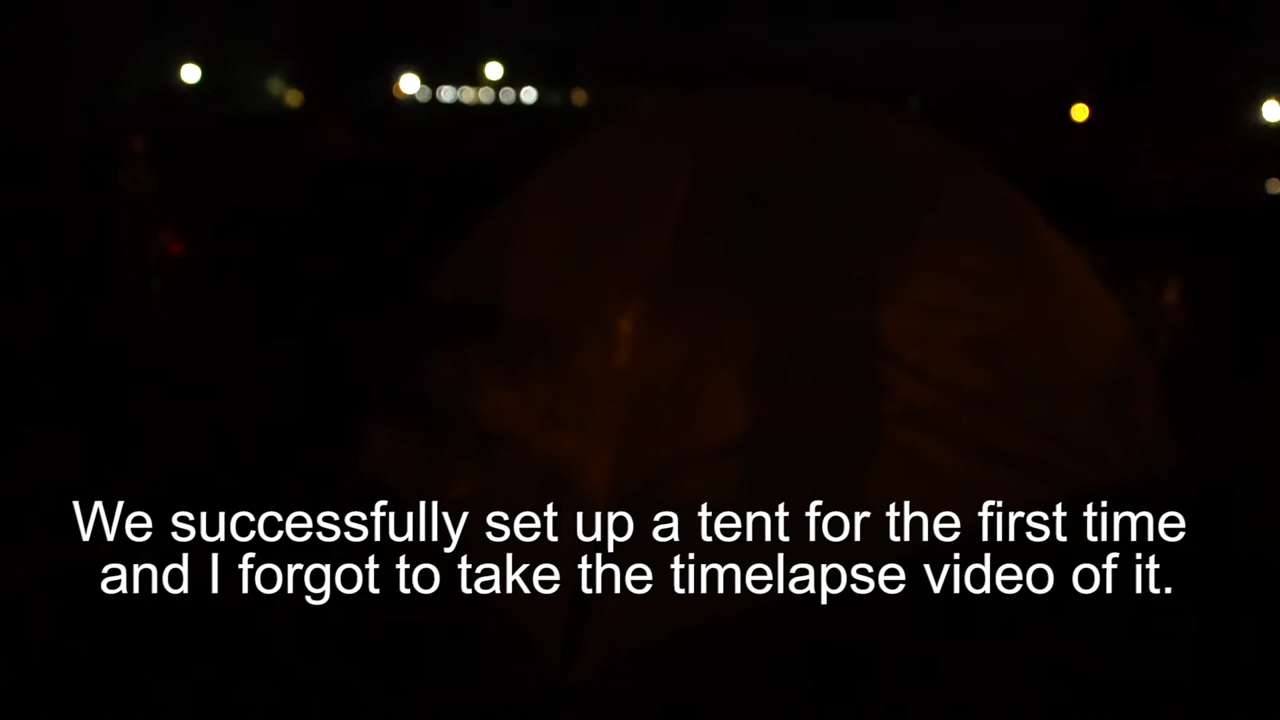 We successfully set up a tent for the first time
and I forgot to take the timelapse video of it.